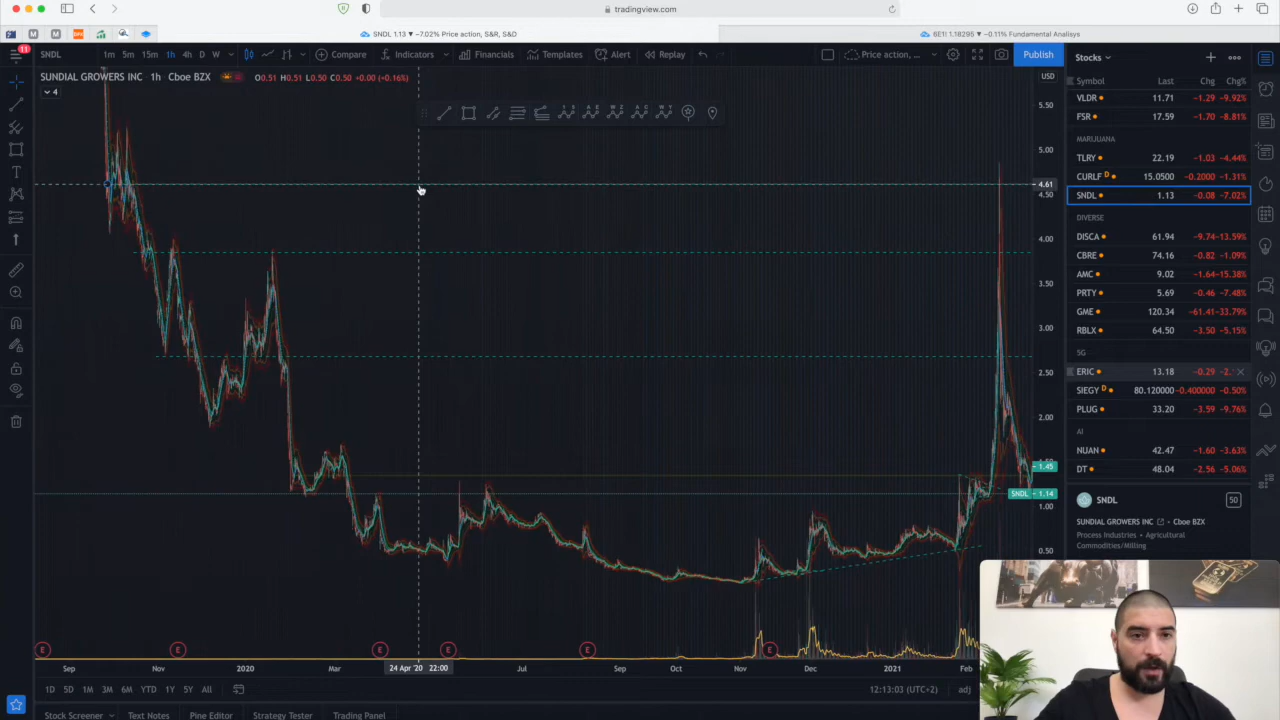 tradingview.com
SNDL 1.13 ▼ −7.02% Price action, S&R, S&D
6E1! 1.18295 ▼ −0.11% Fundamental Analisys
11
SNDL 1m 5m 15m 1h 4h D W Compare Indicators Financials Templates Alert Replay Price action, ... Publish
SUNDIAL GROWERS INC 1h Cboe BZX O0.51 H0.51 L0.50 C0.50 +0.00 (+0.16%)
4
USD
5.50
5.00
4.61
4.50
4.00
3.50
3.00
2.50
2.00
1.45
SNDL 1.14
1.00
0.50
E E E E E E
Sep Nov 2020 Mar 24 Apr '20 22:00 Jul Sep Oct Nov Dec 2021 Feb
1D 5D 1M 3M 6M YTD 1Y 5Y All 12:13:03 (UTC+2) adj
Stock Screener Text Notes Pine Editor Strategy Tester Trading Panel
Stocks
Symbol Last Chg Chg%
VLDR 11.71 −1.29 −9.92%
FSR 17.59 −1.70 −8.81%
MARIJUANA
TLRY 22.19 −1.03 −4.44%
CURLF D 15.0500 −0.2000 −1.31%
SNDL 1.13 −0.08 −7.02%
DIVERSE
DISCA 61.94 −9.74 −13.59%
CBRE 74.16 −0.82 −1.09%
AMC 9.02 −1.64 −15.38%
PRTY 5.69 −0.46 −7.48%
GME 120.34 −61.41 −33.79%
RBLX 64.50 −3.50 −5.15%
5G
ERIC 13.18 −0.29 −2.
SIEGY D 80.120000 −0.400000 −0.50%
PLUG 33.20 −3.59 −9.76%
AI
NUAN 42.47 −1.60 −3.63%
DT 48.04 −2.56 −5.06%
SNDL 50
SUNDIAL GROWERS INC Cboe BZX
Process Industries • Agricultural
Commodities/Milling